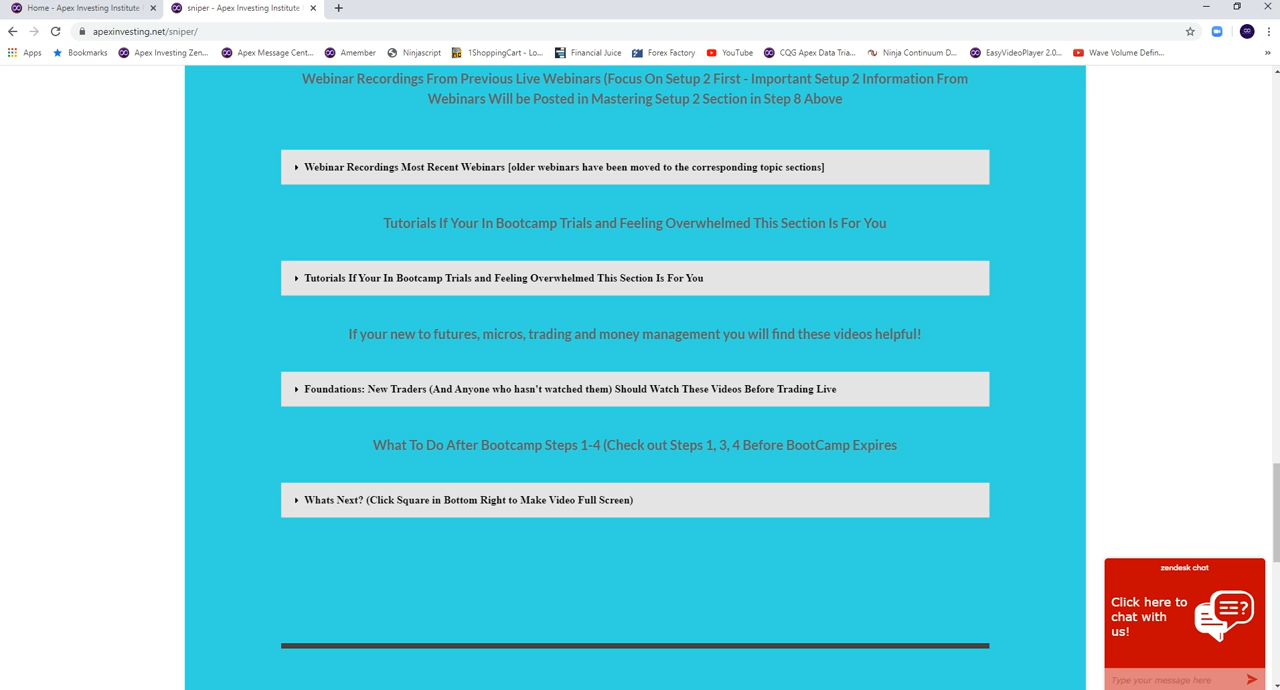 Home - Apex Investing Institute
sniper - Apex Investing Institute
apexinvesting.net/sniper/
Apps Bookmarks Apex Investing Zen... Apex Message Cent... Amember Ninjascript 1ShoppingCart - Lo... Financial Juice Forex Factory YouTube CQG Apex Data Tria... Ninja Continuum D... EasyVideoPlayer 2.0... Wave Volume Defin... »
Webinar Recordings From Previous Live Webinars (Focus On Setup 2 First - Important Setup 2 Information From
Webinars Will be Posted in Mastering Setup 2 Section in Step 8 Above
Webinar Recordings Most Recent Webinars [older webinars have been moved to the corresponding topic sections]
Tutorials If Your In Bootcamp Trials and Feeling Overwhelmed This Section Is For You
Tutorials If Your In Bootcamp Trials and Feeling Overwhelmed This Section Is For You
If your new to futures, micros, trading and money management you will find these videos helpful!
Foundations: New Traders (And Anyone who hasn't watched them) Should Watch These Videos Before Trading Live
What To Do After Bootcamp Steps 1-4 (Check out Steps 1, 3, 4 Before BootCamp Expires
Whats Next? (Click Square in Bottom Right to Make Video Full Screen)
zendesk chat
Click here to
chat with
us!
Type your message here